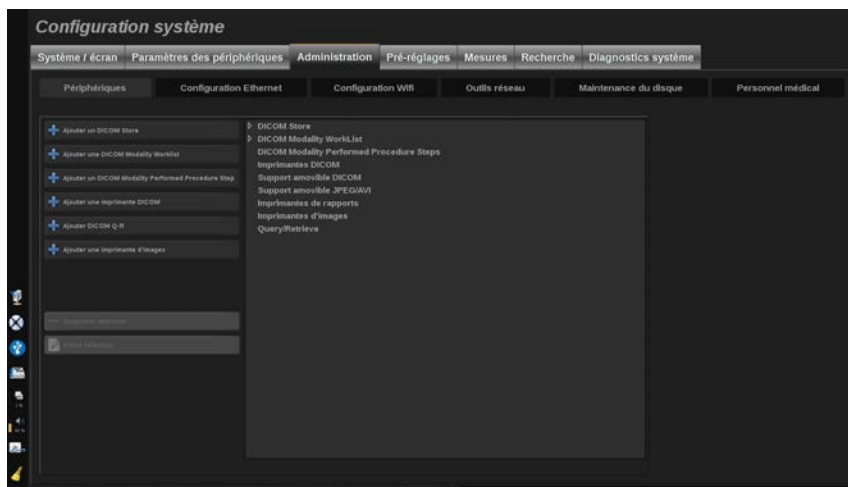 Configuration système
Système / écran Paramètres des périphériques Administration Pré-réglages Mesures Recherche Diagnostics système
Périphériques Configuration Ethernet Configuration Wifi Outils réseau Maintenance du disque Personnel médical
Ajouter un DICOM Store
Ajouter une DICOM Modality Worklist
Ajouter un DICOM Modality Performed Procedure Step
Ajouter une imprimante DICOM
Ajouter DICOM Q-R
Ajouter une imprimante d'images
DICOM Store
DICOM Modality WorkList
DICOM Modality Performed Procedure Steps
Imprimantes DICOM
Support amovible DICOM
Support amovible JPEG/AVI
Imprimantes de rapports
Imprimantes d'images
Query/Retrieve